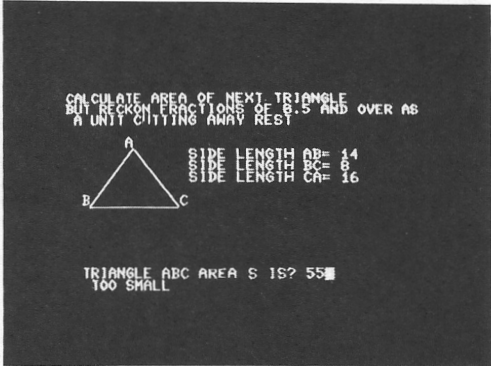 CALCULATE AREA OF NEXT TRIANGLE
BUT RECKON FRACTIONS OF 0.5 AND OVER AS
A UNIT CUTTING AWAY REST
A
SIDE LENGTH AB= 14
SIDE LENGTH BC= 8
SIDE LENGTH CA= 16
B
C
TRIANGLE ABC AREA S IS? 55
TOO SMALL